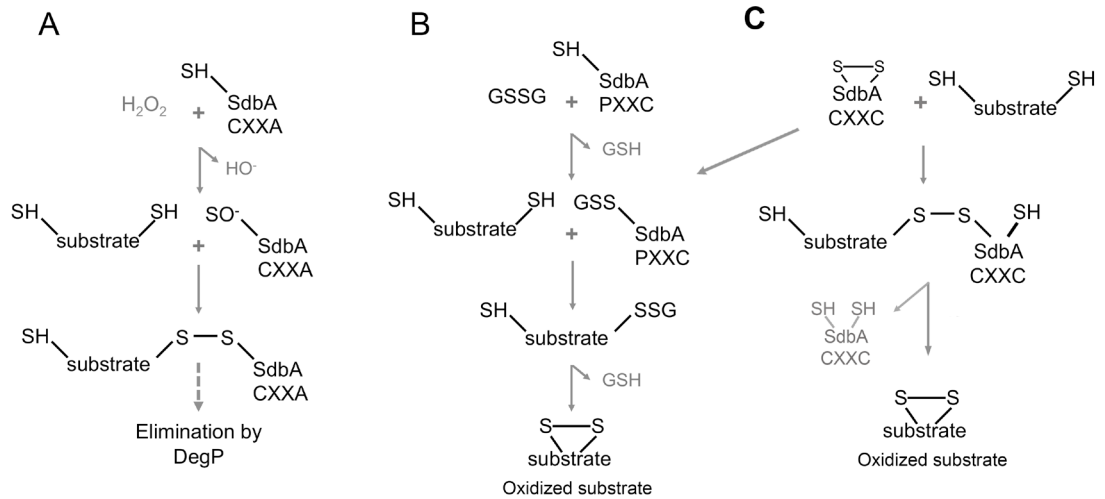 A
SH
H2O2 + SdbA
CXXA
HO-
SH SH SO-
substrate + SdbA
CXXA
SH S S
substrate SdbA
CXXA
Elimination by
DegP
B
SH
GSSG + SdbA
PXXC
GSH
SH SH GSS
substrate + SdbA
PXXC
SH SSG
substrate
GSH
S S
substrate
Oxidized substrate
C
S S SH SH
SdbA + substrate
CXXC
SH S S SH
substrate SdbA
CXXC
SH SH
SdbA
CXXC
S S
substrate
Oxidized substrate